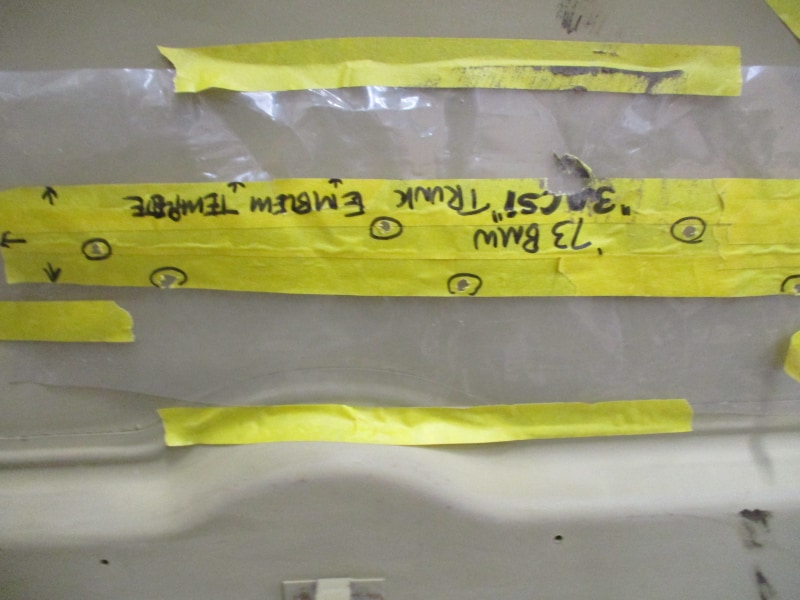 '73 BMW
"3.0CSi" TRUNK EMBLEM TEMPLATE